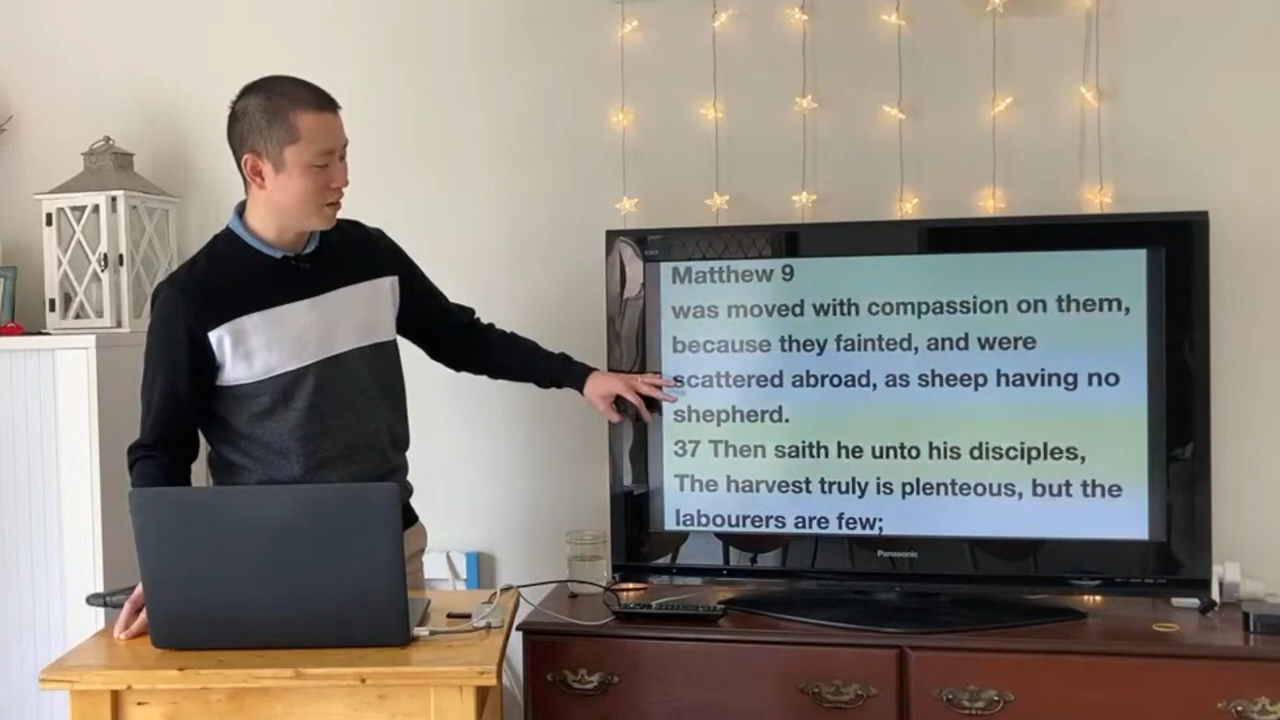 Matthew 9
was moved with compassion on them,
because they fainted, and were
scattered abroad, as sheep having no
shepherd.
37 Then saith he unto his disciples,
The harvest truly is plenteous, but the
labourers are few;
Panasonic